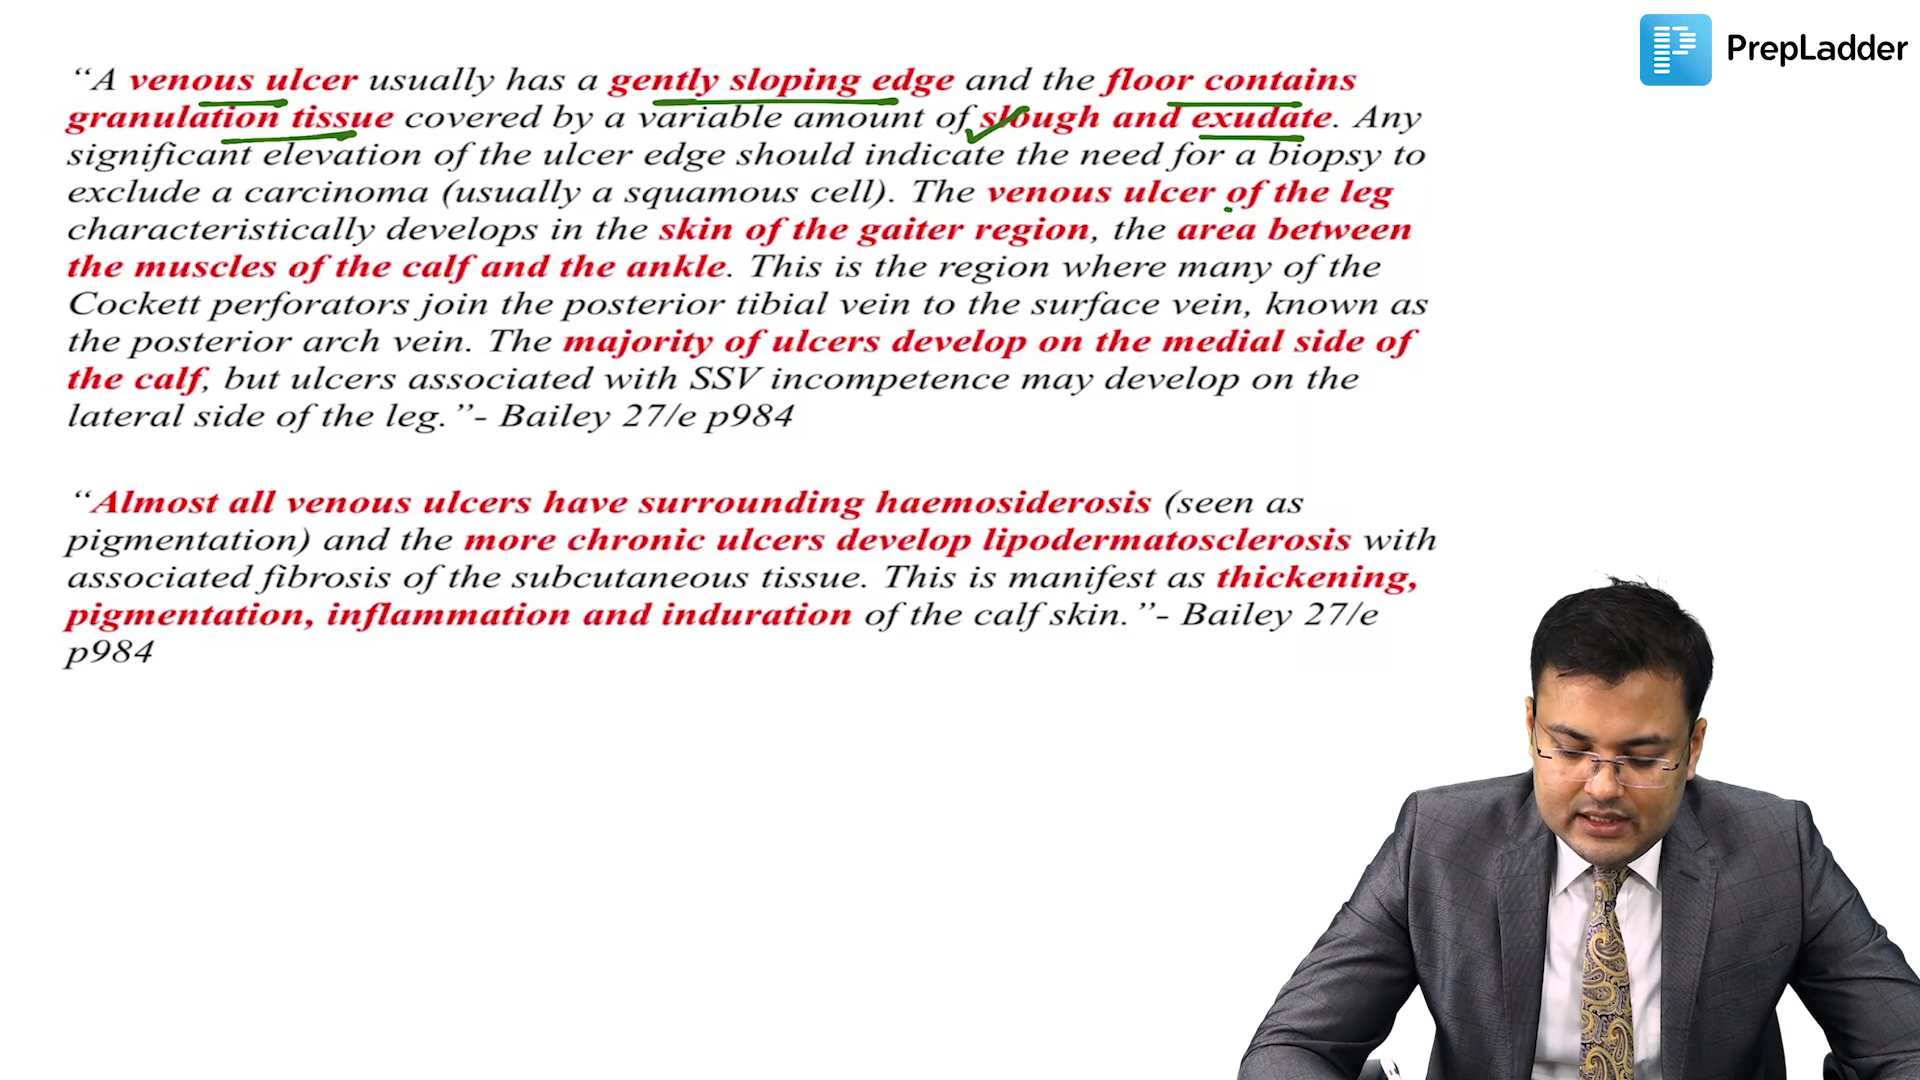 PrepLadder
“A venous ulcer usually has a gently sloping edge and the floor contains
granulation tissue covered by a variable amount of slough and exudate. Any
significant elevation of the ulcer edge should indicate the need for a biopsy to
exclude a carcinoma (usually a squamous cell). The venous ulcer of the leg
characteristically develops in the skin of the gaiter region, the area between
the muscles of the calf and the ankle. This is the region where many of the
Cockett perforators join the posterior tibial vein to the surface vein, known as
the posterior arch vein. The majority of ulcers develop on the medial side of
the calf, but ulcers associated with SSV incompetence may develop on the
lateral side of the leg.”- Bailey 27/e p984
“Almost all venous ulcers have surrounding haemosiderosis (seen as
pigmentation) and the more chronic ulcers develop lipodermatosclerosis with
associated fibrosis of the subcutaneous tissue. This is manifest as thickening,
pigmentation, inflammation and induration of the calf skin.”- Bailey 27/e
p984